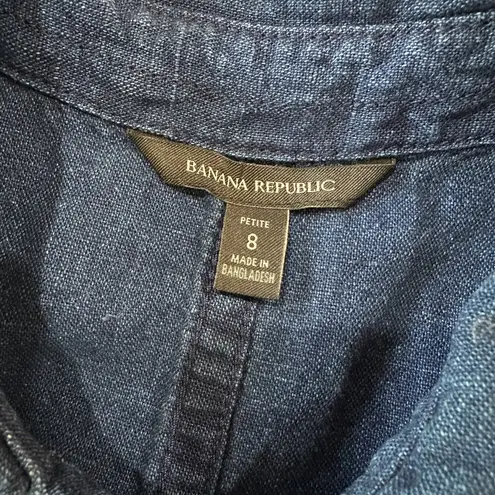 BANANA REPUBLIC
PETITE
8
MADE IN
BANGLADESH